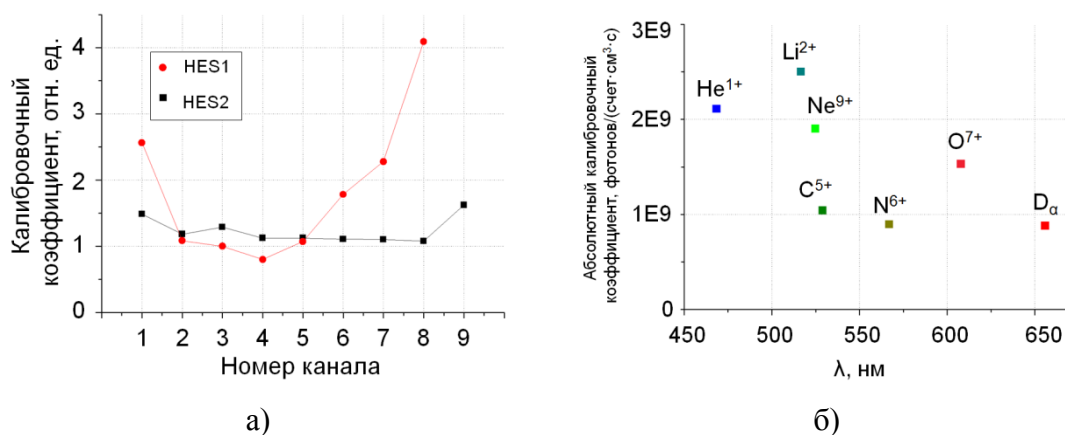 Калибровочный
коэффициент, отн. ед.
4
3
2
1
0
HES1
HES2
1 2 3 4 5 6 7 8 9
Номер канала
а)
Абсолютный калибровочный
коэффициент, фотонов/(счет·см³·с)
3E9
2E9
1E9
0
He¹⁺
Li²⁺
Ne⁹⁺
C⁵⁺
N⁶⁺
O⁷⁺
Dα
450 500 550 600 650
λ, нм
б)